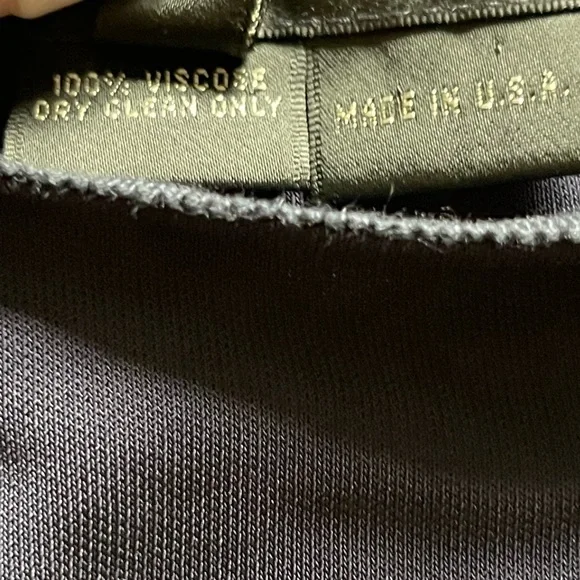 100% VISCOSE
DRY CLEAN ONLY
MADE IN U.S.A.